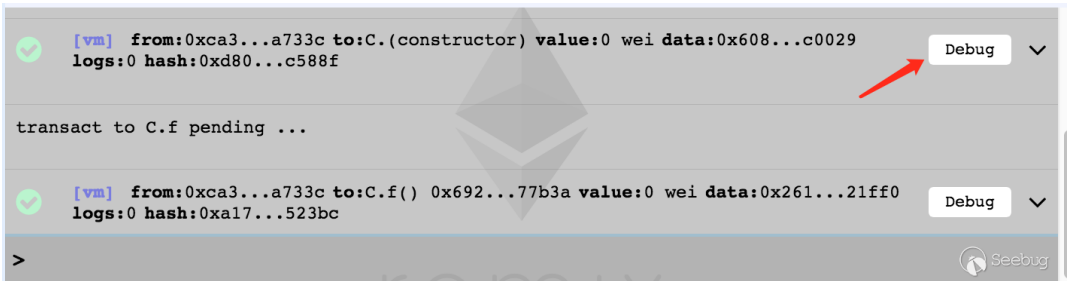 [vm] from:0xca3...a733c to:C.(constructor) value:0 wei data:0x608...c0029
logs:0 hash:0xd80...c588f
Debug
transact to C.f pending ...
[vm] from:0xca3...a733c to:C.f() 0x692...77b3a value:0 wei data:0x261...21ff0
logs:0 hash:0xa17...523bc
Debug
>
Seebug